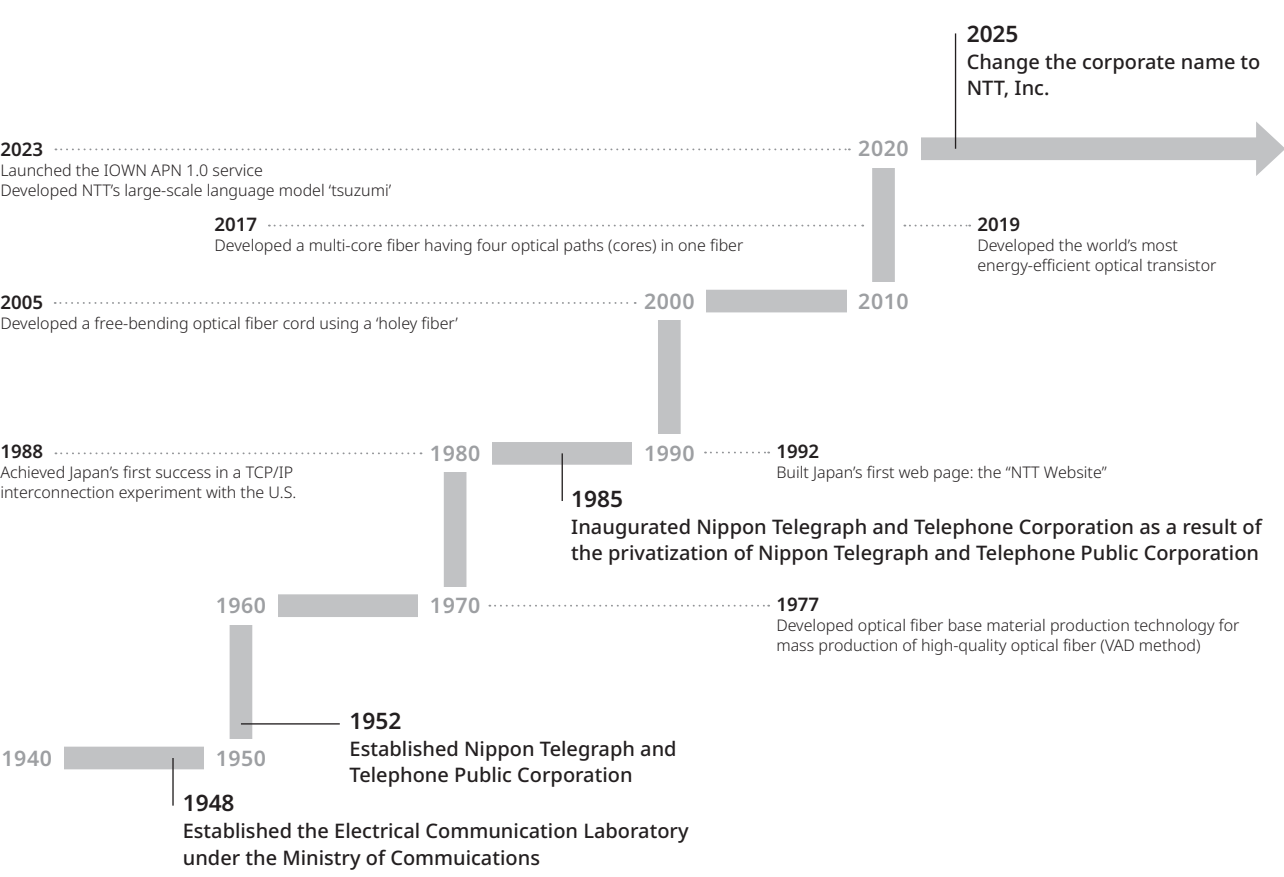 2025
Change the corporate name to
NTT, Inc.
2023
Launched the IOWN APN 1.0 service
Developed NTT’s large-scale language model ‘tsuzumi’
2020
2017
Developed a multi-core fiber having four optical paths (cores) in one fiber
2019
Developed the world’s most
energy-efficient optical transistor
2005
Developed a free-bending optical fiber cord using a ‘holey fiber’
2000
2010
1988
Achieved Japan’s first success in a TCP/IP
interconnection experiment with the U.S.
1980
1990
1992
Built Japan’s first web page: the “NTT Website”
1985
Inaugurated Nippon Telegraph and Telephone Corporation as a result of
the privatization of Nippon Telegraph and Telephone Public Corporation
1960
1970
1977
Developed optical fiber base material production technology for
mass production of high-quality optical fiber (VAD method)
1952
Established Nippon Telegraph and
Telephone Public Corporation
1940
1950
1948
Established the Electrical Communication Laboratory
under the Ministry of Commuications